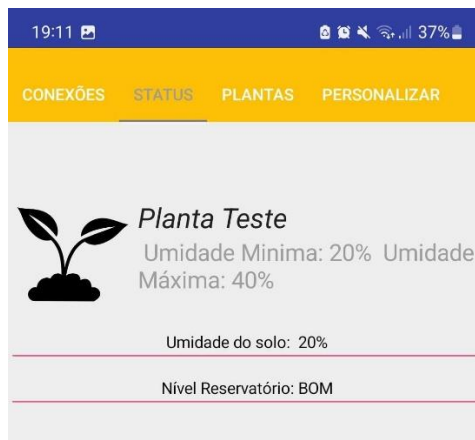 19:11 37%
CONEXÕES STATUS PLANTAS PERSONALIZAR
Planta Teste
Umidade Minima: 20% Umidade
Máxima: 40%
Umidade do solo: 20%
Nível Reservatório: BOM